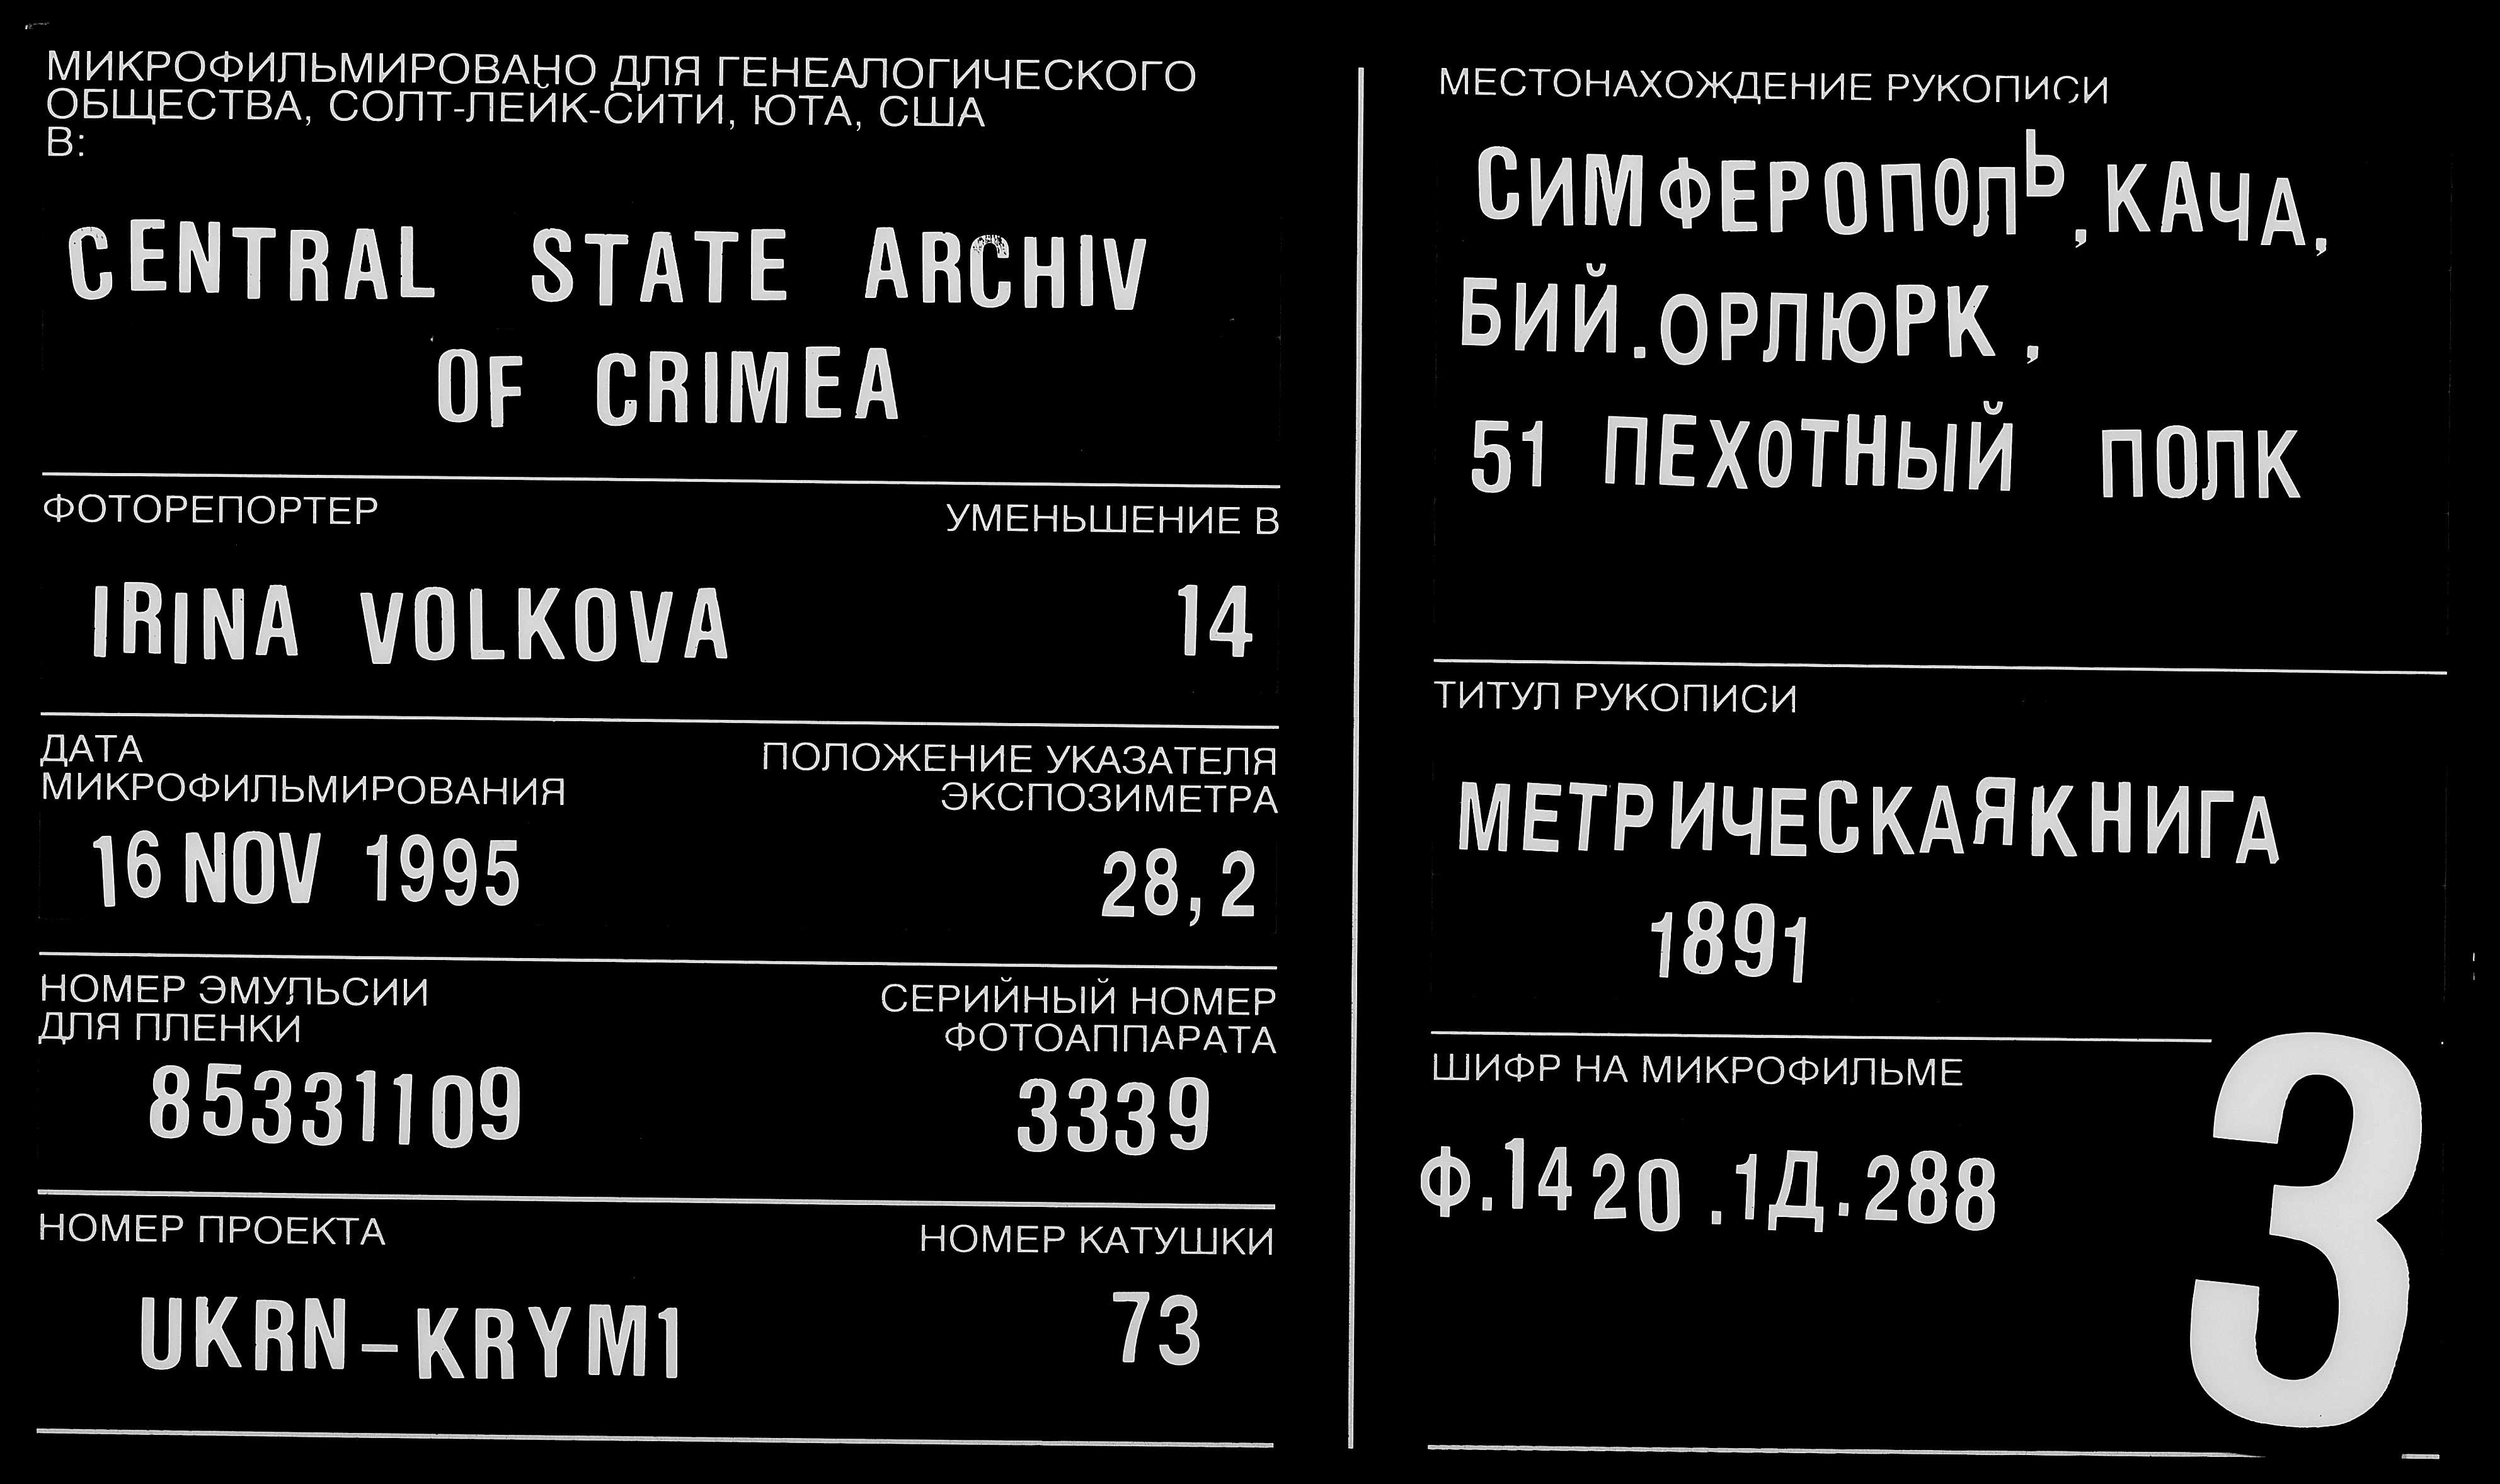 МИКРОФИЛЬМИРОВАНО ДЛЯ ГЕНЕАЛОГИЧЕСКОГО
ОБЩЕСТВА, СОЛТ-ЛЕЙК-СИТИ, ЮТА, США
В:
CENTRAL STATE ARCHIV
OF CRIMEA
ФОТОРЕПОРТЕР
УМЕНЬШЕНИЕ В
IRINA VOLKOVA
14
ДАТА
МИКРОФИЛЬМИРОВАНИЯ
ПОЛОЖЕНИЕ УКАЗАТЕЛЯ
ЭКСПОЗИМЕТРА
16 NOV 1995
28,2
НОМЕР ЭМУЛЬСИИ
ДЛЯ ПЛЕНКИ
СЕРИЙНЫЙ НОМЕР
ФОТОАППАРАТА
85331109
3339
НОМЕР ПРОЕКТА
НОМЕР КАТУШКИ
UKRN-KRYM1
73
МЕСТОНАХОЖДЕНИЕ РУКОПИСИ
СИМФЕРОПОЛЬ,КАЧА,
БИЙ.ОРЛЮРК,
51 ПЕХОТНЫЙ ПОЛК
ТИТУЛ РУКОПИСИ
МЕТРИЧЕСКАЯКНИГА
1891
ШИФР НА МИКРОФИЛЬМЕ
Ф.1420.1Д.288
3